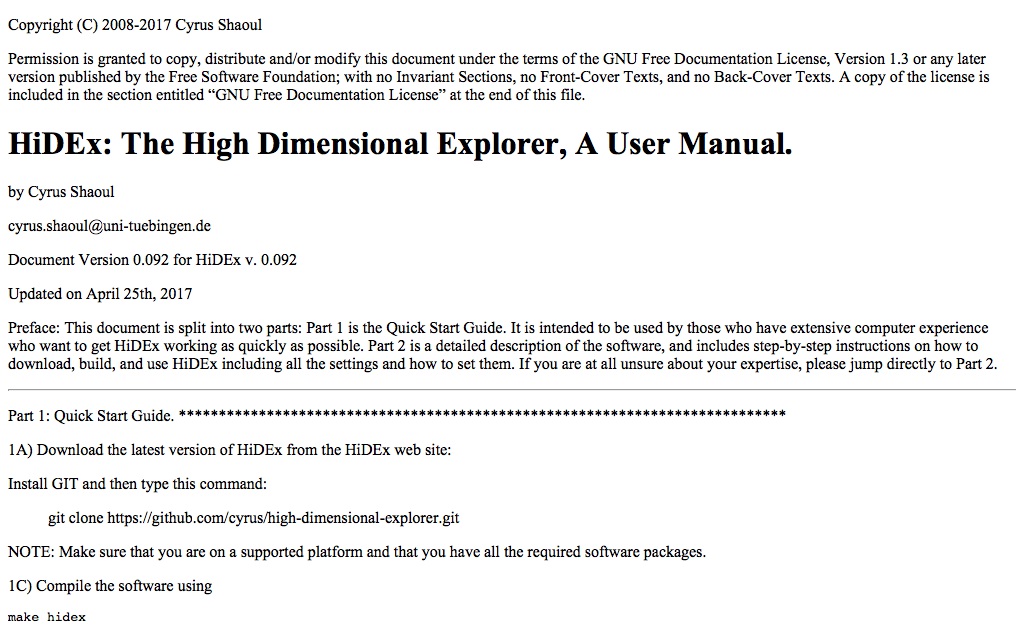 Copyright (C) 2008-2017 Cyrus Shaoul
Permission is granted to copy, distribute and/or modify this document under the terms of the GNU Free Documentation License, Version 1.3 or any later
version published by the Free Software Foundation; with no Invariant Sections, no Front-Cover Texts, and no Back-Cover Texts. A copy of the license is
included in the section entitled “GNU Free Documentation License” at the end of this file.
HiDEx: The High Dimensional Explorer, A User Manual.
by Cyrus Shaoul
cyrus.shaoul@uni-tuebingen.de
Document Version 0.092 for HiDEx v. 0.092
Updated on April 25th, 2017
Preface: This document is split into two parts: Part 1 is the Quick Start Guide. It is intended to be used by those who have extensive computer experience
who want to get HiDEx working as quickly as possible. Part 2 is a detailed description of the software, and includes step-by-step instructions on how to
download, build, and use HiDEx including all the settings and how to set them. If you are at all unsure about your expertise, please jump directly to Part 2.
Part 1: Quick Start Guide. ****************************************************************************
1A) Download the latest version of HiDEx from the HiDEx web site:
Install GIT and then type this command:
git clone https://github.com/cyrus/high-dimensional-explorer.git
NOTE: Make sure that you are on a supported platform and that you have all the required software packages.
1C) Compile the software using
make hidex